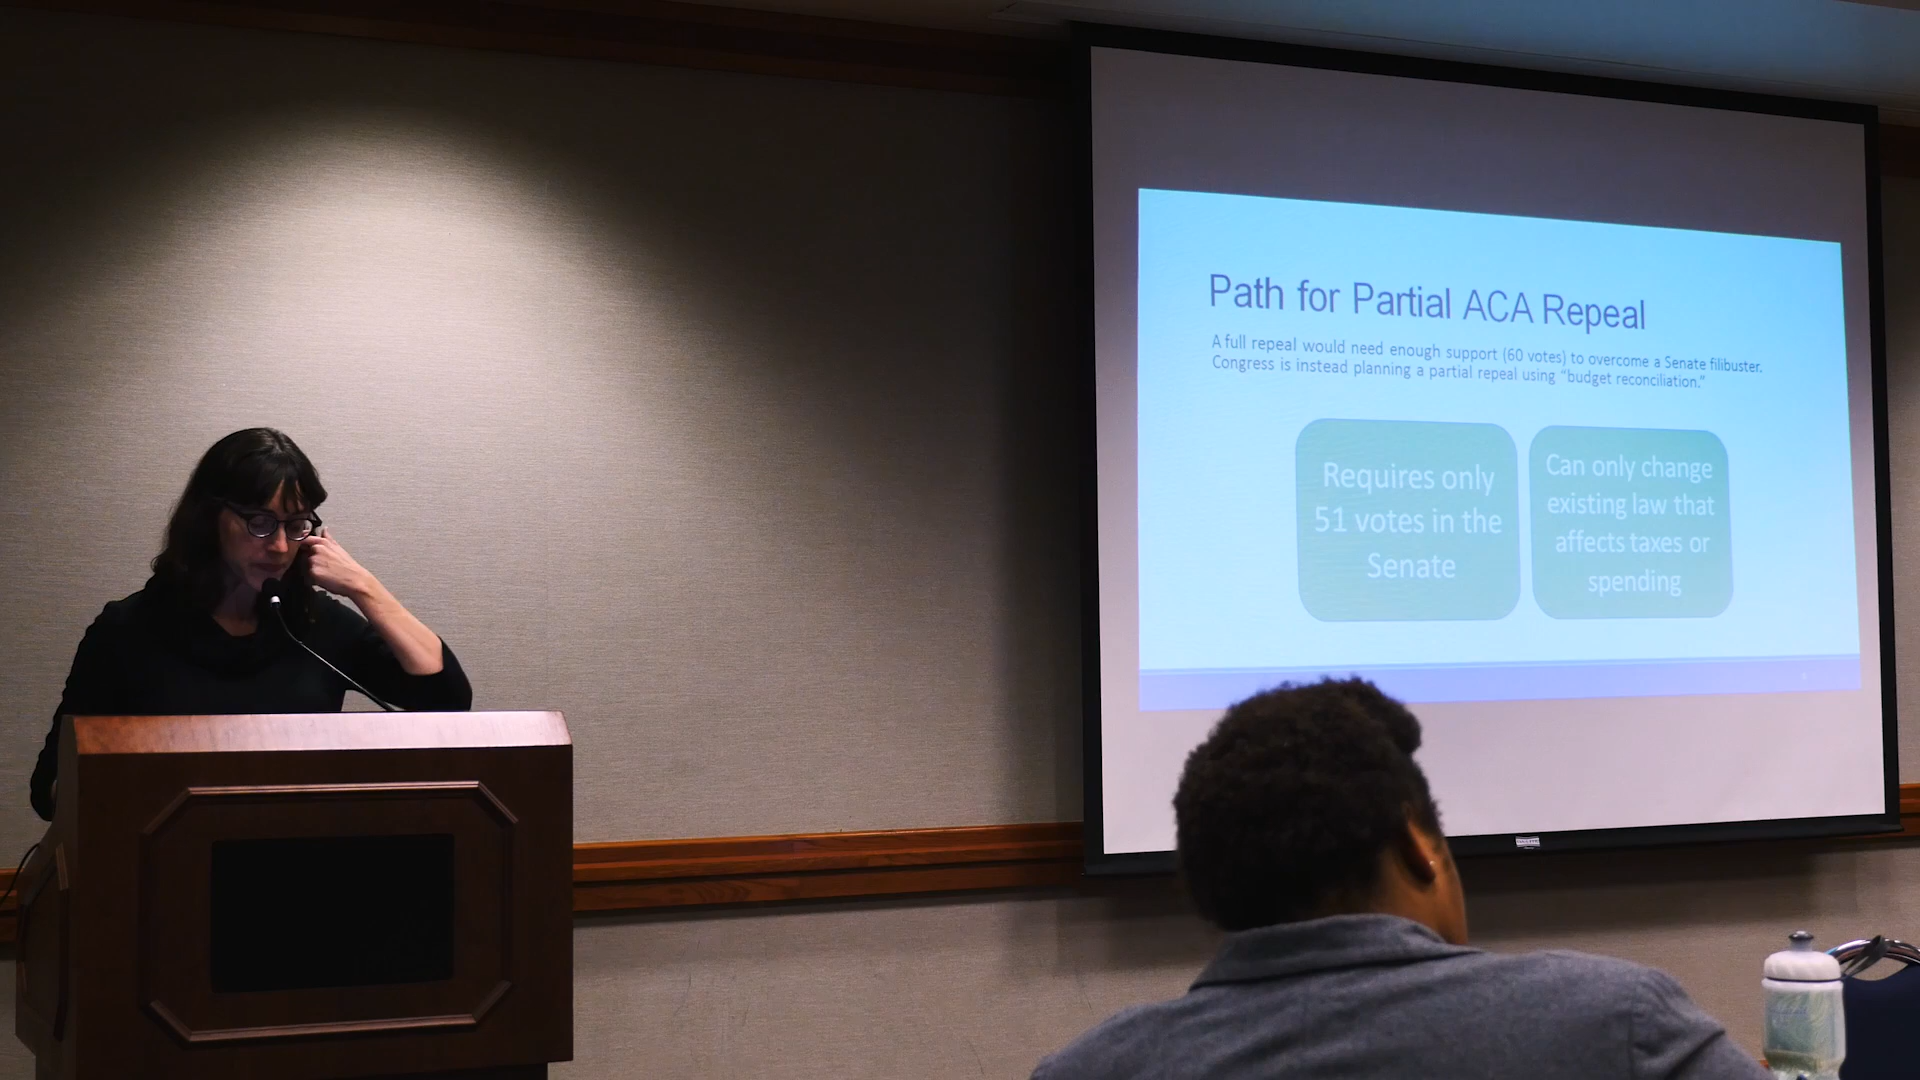 Path for Partial ACA Repeal
A full repeal would need enough support (60 votes) to overcome a Senate filibuster.
Congress is instead planning a partial repeal using “budget reconciliation.”
Requires only
51 votes in the
Senate
Can only change
existing law that
affects taxes or
spending